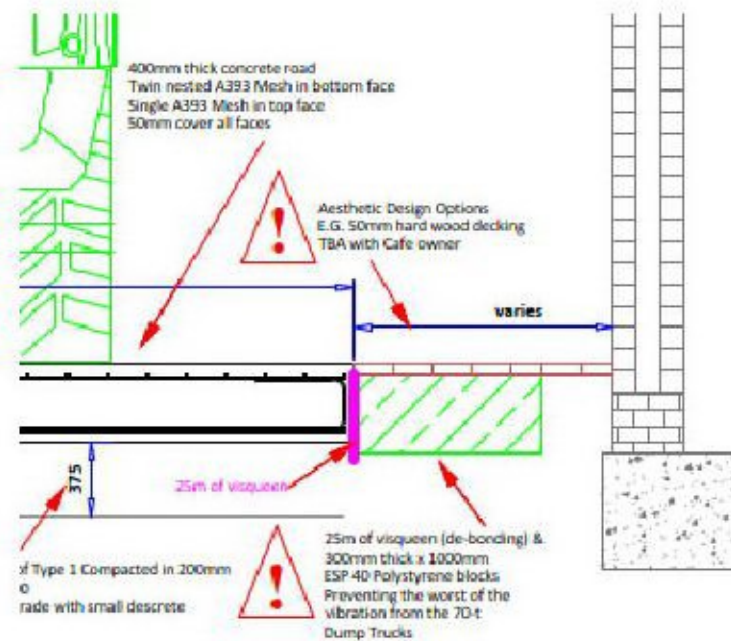 400mm thick concrete road
Twin nested A393 Mesh in bottom face
Single A393 Mesh in top face
50mm cover all faces
!
Aesthetic Design Options
E.G. 50mm hard wood decking
TBA with Cafe owner
varies
375
25m of visqueen
of Type 1 Compacted in 200mm
rade with small descrete
!
25m of visqueen (de-bonding) &
300mm thick x 1000mm
ESP 40 Polystyrene blocks
Preventing the worst of the
vibration from the 70-t
Dump Trucks